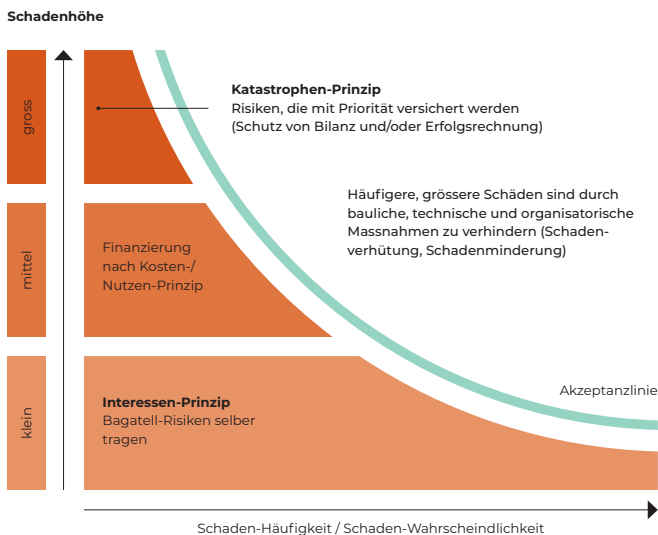 Schadenhöhe
gross
Katastrophen-Prinzip
Risiken, die mit Priorität versichert werden
(Schutz von Bilanz und/oder Erfolgsrechnung)
Häufigere, grössere Schäden sind durch
bauliche, technische und organisatorische
Massnahmen zu verhindern (Schaden-
verhütung, Schadenminderung)
mittel
Finanzierung
nach Kosten-/
Nutzen-Prinzip
Akzeptanzlinie
klein
Interessen-Prinzip
Bagatell-Risiken selber
tragen
Schaden-Häufigkeit / Schaden-Wahrscheinlichkeit